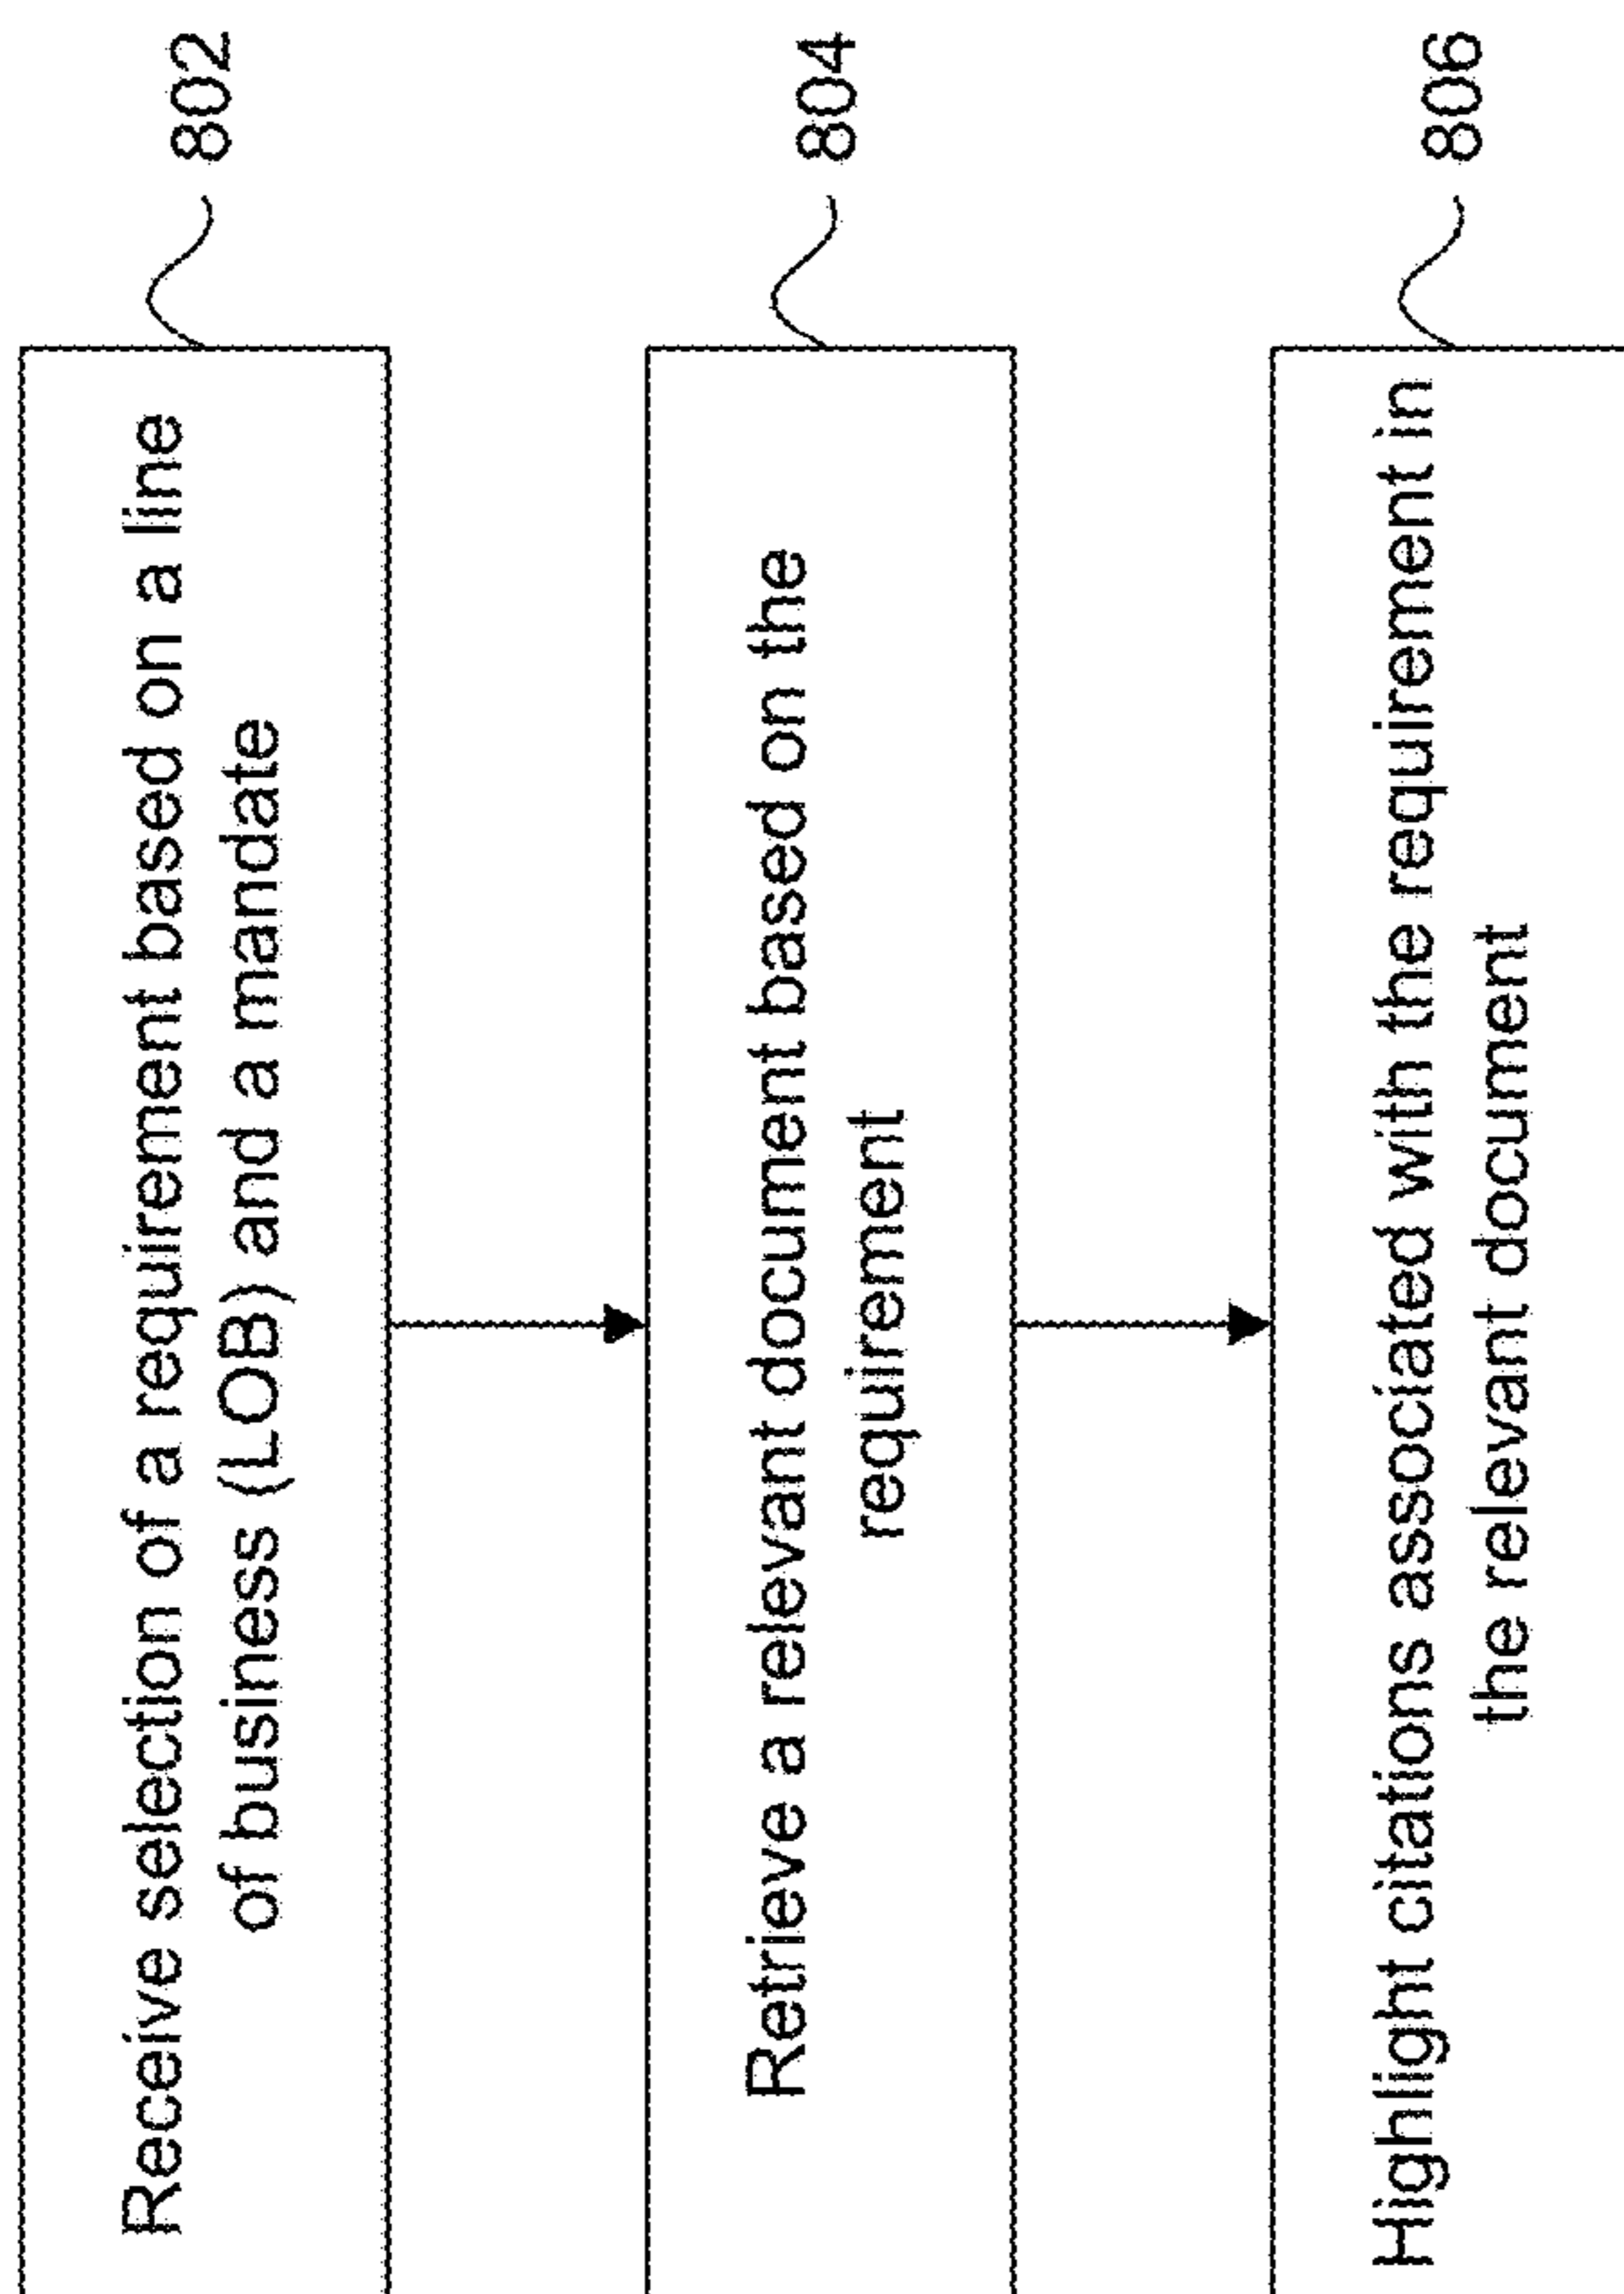 Receive selection of a requirement based on a line
of business (LOB) and a mandate
802
Retrieve a relevant document based on the
requirement
804
Highlight citations associated with the requirement in
the relevant document
806